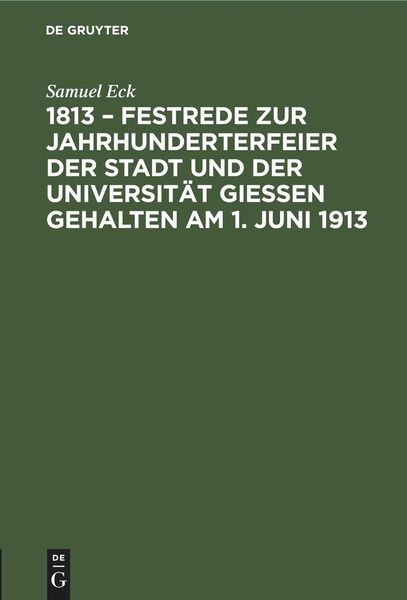 DE GRUYTER
Samuel Eck
1813 – FESTREDE ZUR
JAHRHUNDERTERFEIER
DER STADT UND DER
UNIVERSITÄT GIESSEN
GEHALTEN AM 1. JUNI 1913
DE
G